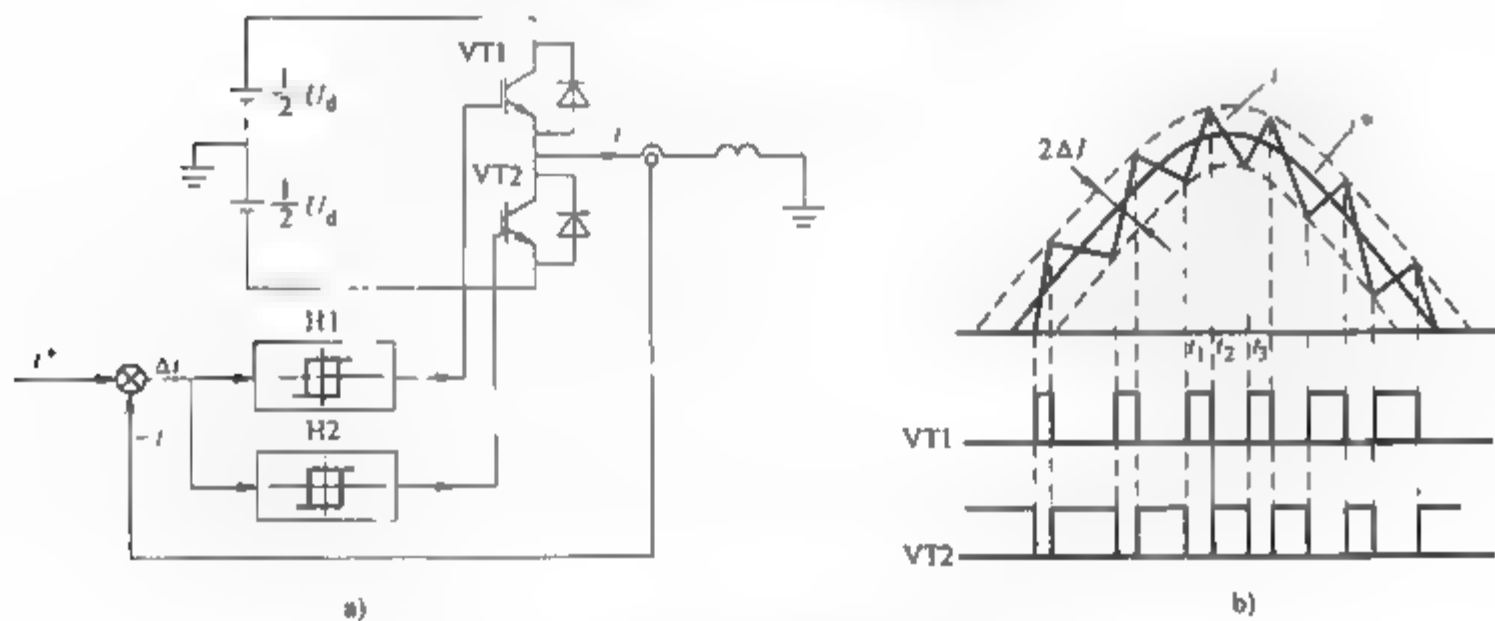 VT1
1/2 U_d
i
VT2
1/2 U_d
H1
i*
Δi
H2
-i
a)
i
i*
2ΔI
t1 t2 t3
VT1
VT2
b)